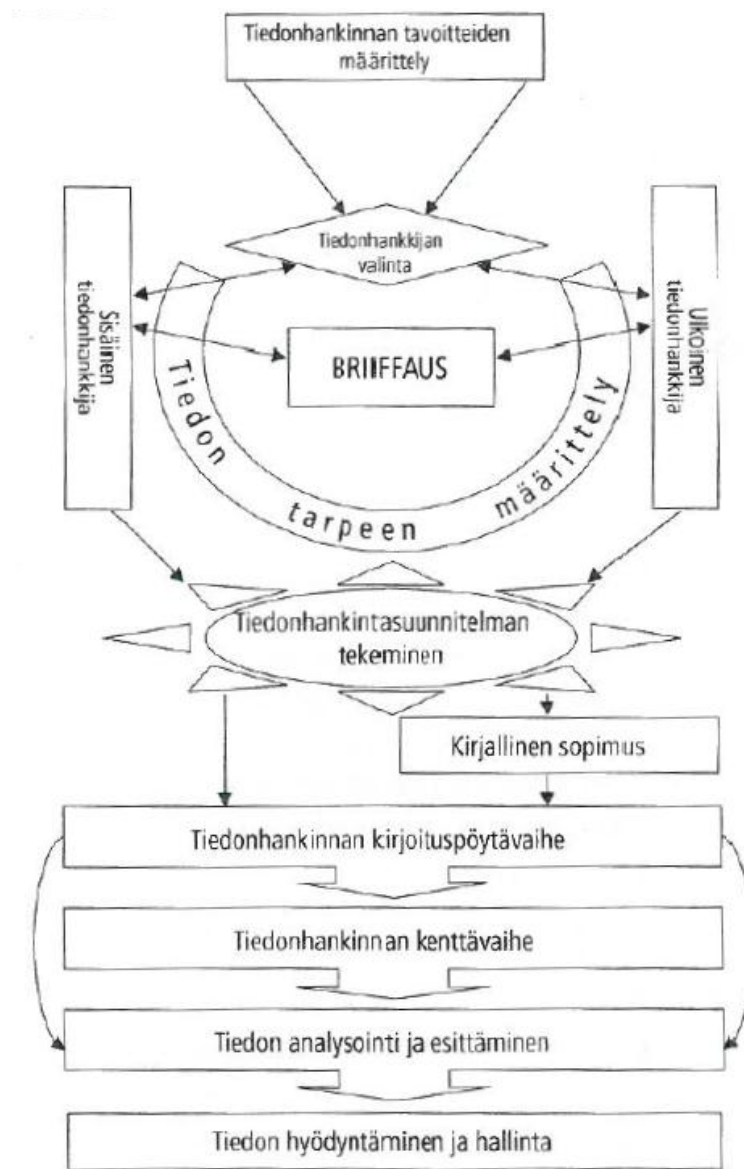 Tiedonhankinnan tavoitteiden
määrittely
Tiedonhankkijan
valinta
Sisäinen
tiedonhankkija
BRIIFFAUS
Ulkoinen
tiedonhankkija
Tiedon tarpeen määrittely
Tiedonhankintasuunnitelman
tekeminen
Kirjallinen sopimus
Tiedonhankinnan kirjoituspöytävaihe
Tiedonhankinnan kenttävaihe
Tiedon analysointi ja esittäminen
Tiedon hyödyntäminen ja hallinta